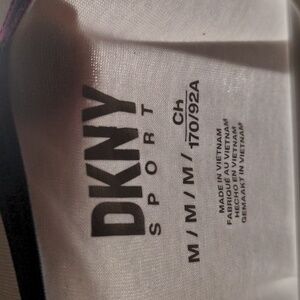 DKNY
SPORT
M / M / M / Ch
170/92A
MADE IN VIETNAM
FABRIQUÉ AU VIETNAM
HECHO EN VIETNAM
GEMAAKT IN VIETNAM